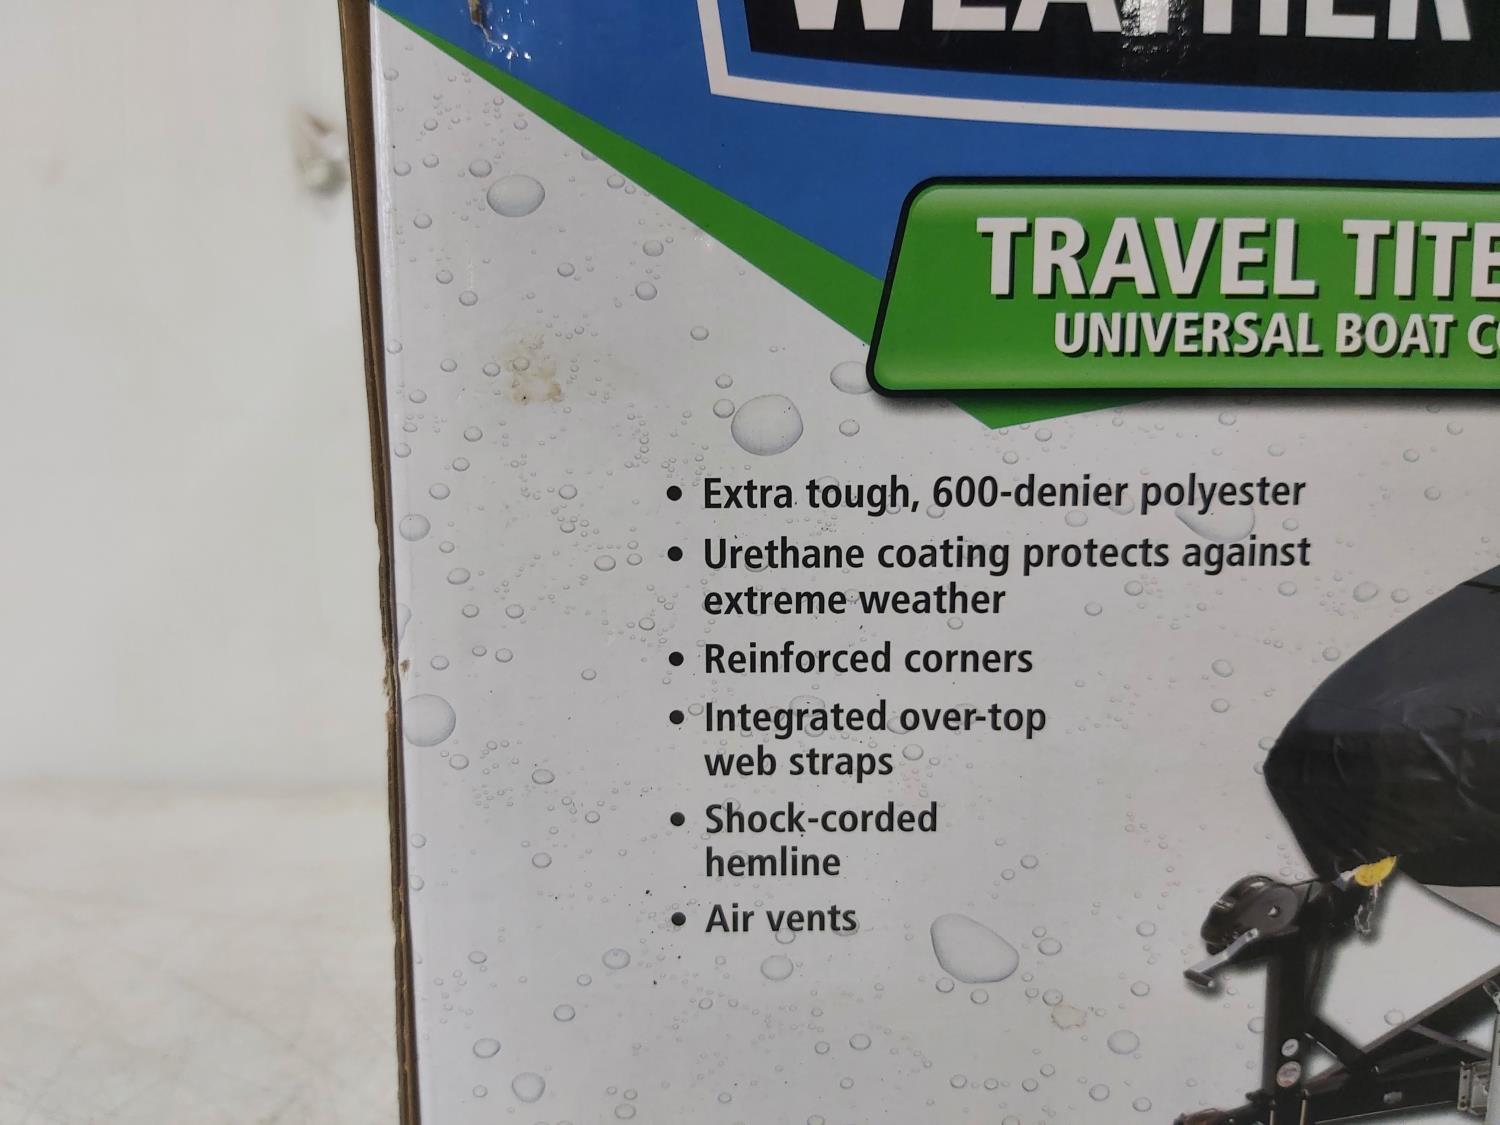 WEATHER
TRAVEL TITE
UNIVERSAL BOAT
• Extra tough, 600-denier polyester
• Urethane coating protects against
extreme weather
• Reinforced corners
• Integrated over-top
web straps
• Shock-corded
hemline
• Air vents